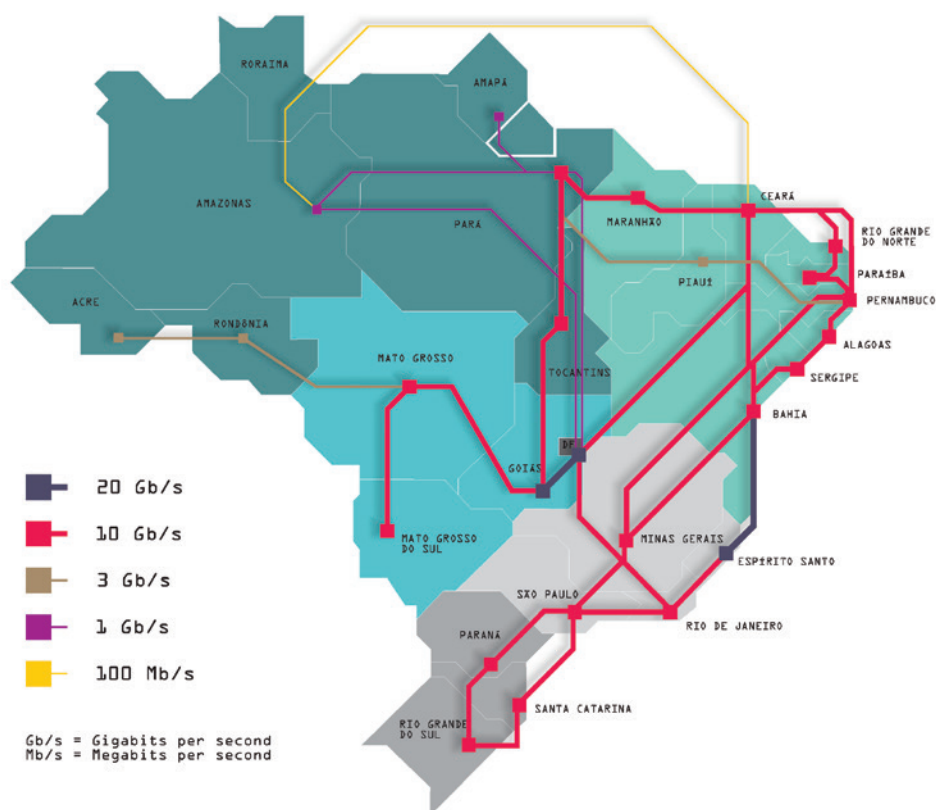 RORAIMA
AMAPÁ
AMAZONAS
PARÁ
MARANHÃO
CEARÁ
RIO GRANDE
DO NORTE
PARAÍBA
PIAUÍ
PERNAMBUCO
ACRE
RONDÔNIA
ALAGOAS
MATO GROSSO
TOCANTINS
SERGIPE
BAHIA
DF
GOIÁS
20 Gb/s
10 Gb/s
3 Gb/s
1 Gb/s
100 Mb/s
MATO GROSSO
DO SUL
MINAS GERAIS
ESPÍRITO SANTO
SÃO PAULO
RIO DE JANEIRO
PARANÁ
SANTA CATARINA
RIO GRANDE
DO SUL
Gb/s = Gigabits per second
Mb/s = Megabits per second